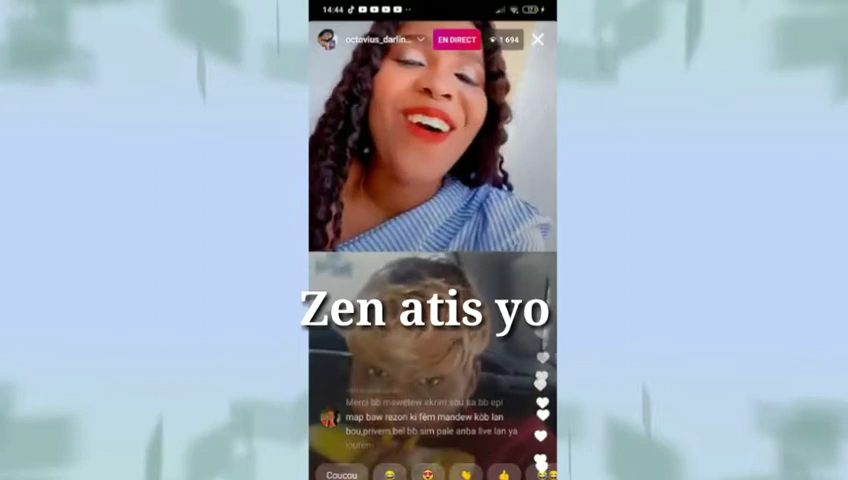 14:44
octovius_darlin...
EN DIRECT
1 694
Zen atis yo
Merci bb mawetew ekrim sou sa bb epi
map baw rezon ki fèm mandew kòb lan
bou,privem,bel bb sim pale anba live lan ya
Coucou